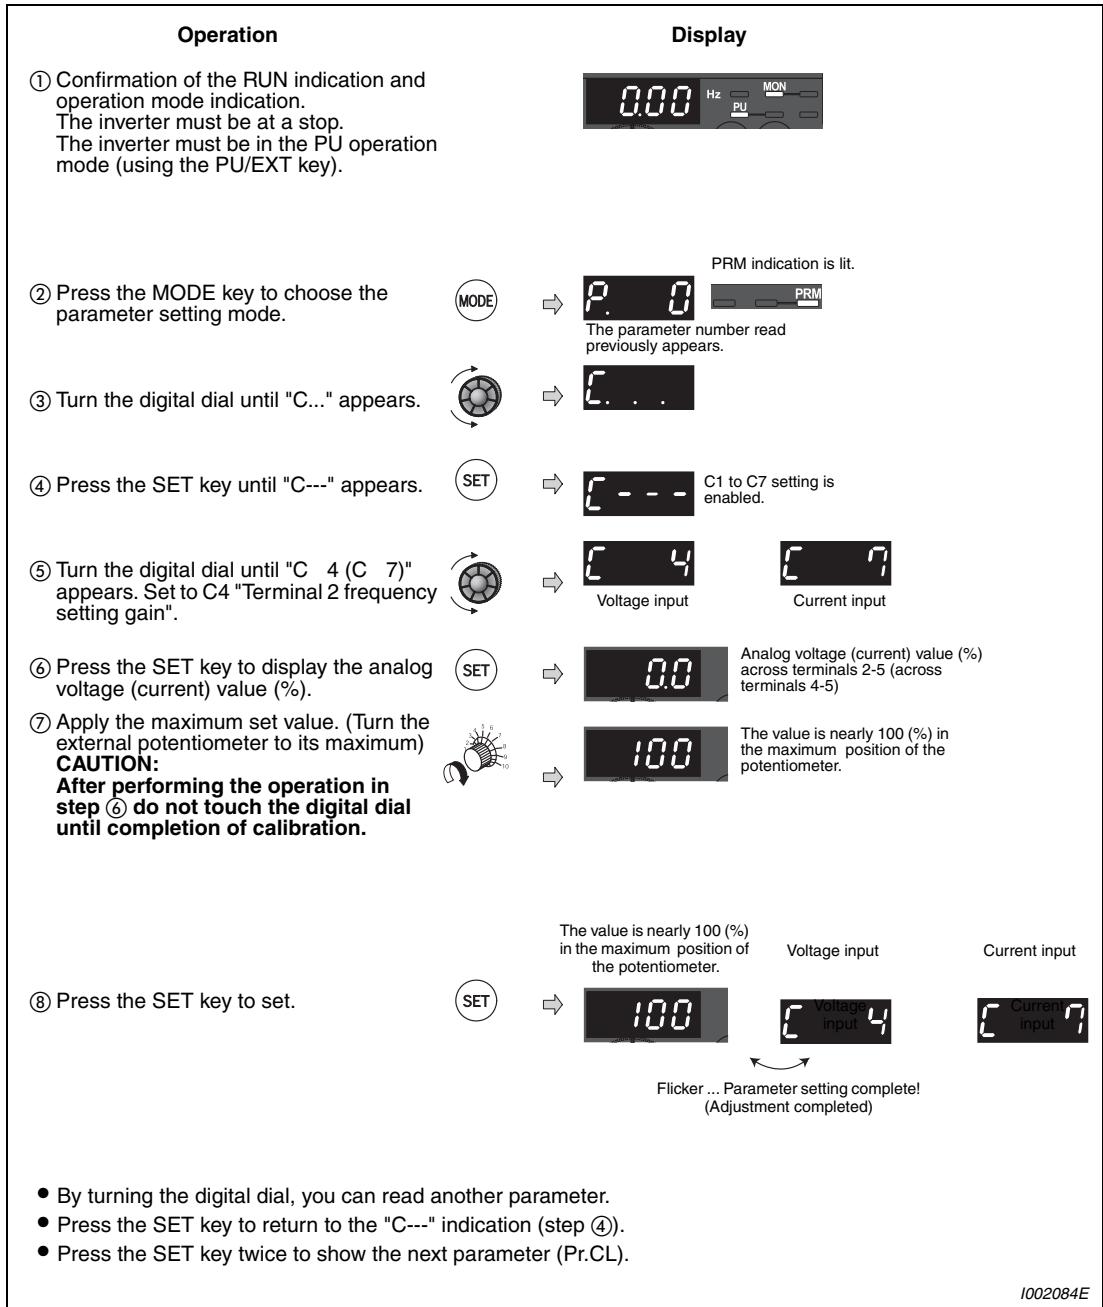 Operation
Display
① Confirmation of the RUN indication and
operation mode indication.
The inverter must be at a stop.
The inverter must be in the PU operation
mode (using the PU/EXT key).
0.00 Hz MON
PU
PRM indication is lit.
② Press the MODE key to choose the
parameter setting mode.
MODE
P. 0
PRM
The parameter number read
previously appears.
③ Turn the digital dial until "C..." appears.
C. . .
④ Press the SET key until "C---" appears.
SET
C - - -
C1 to C7 setting is
enabled.
⑤ Turn the digital dial until "C 4 (C 7)"
appears. Set to C4 "Terminal 2 frequency
setting gain".
C 4
Voltage input
C 7
Current input
⑥ Press the SET key to display the analog
voltage (current) value (%).
SET
0.0
Analog voltage (current) value (%)
across terminals 2-5 (across
terminals 4-5)
⑦ Apply the maximum set value. (Turn the
external potentiometer to its maximum)
CAUTION:
After performing the operation in
step ⑥ do not touch the digital dial
until completion of calibration.
100
The value is nearly 100 (%) in
the maximum position of the
potentiometer.
The value is nearly 100 (%)
in the maximum position of
the potentiometer.
Voltage input
Current input
⑧ Press the SET key to set.
SET
100
C 4
Voltage
input
C 7
Current
input
Flicker ... Parameter setting complete!
(Adjustment completed)
• By turning the digital dial, you can read another parameter.
• Press the SET key to return to the "C---" indication (step ④).
• Press the SET key twice to show the next parameter (Pr.CL).
I002084E